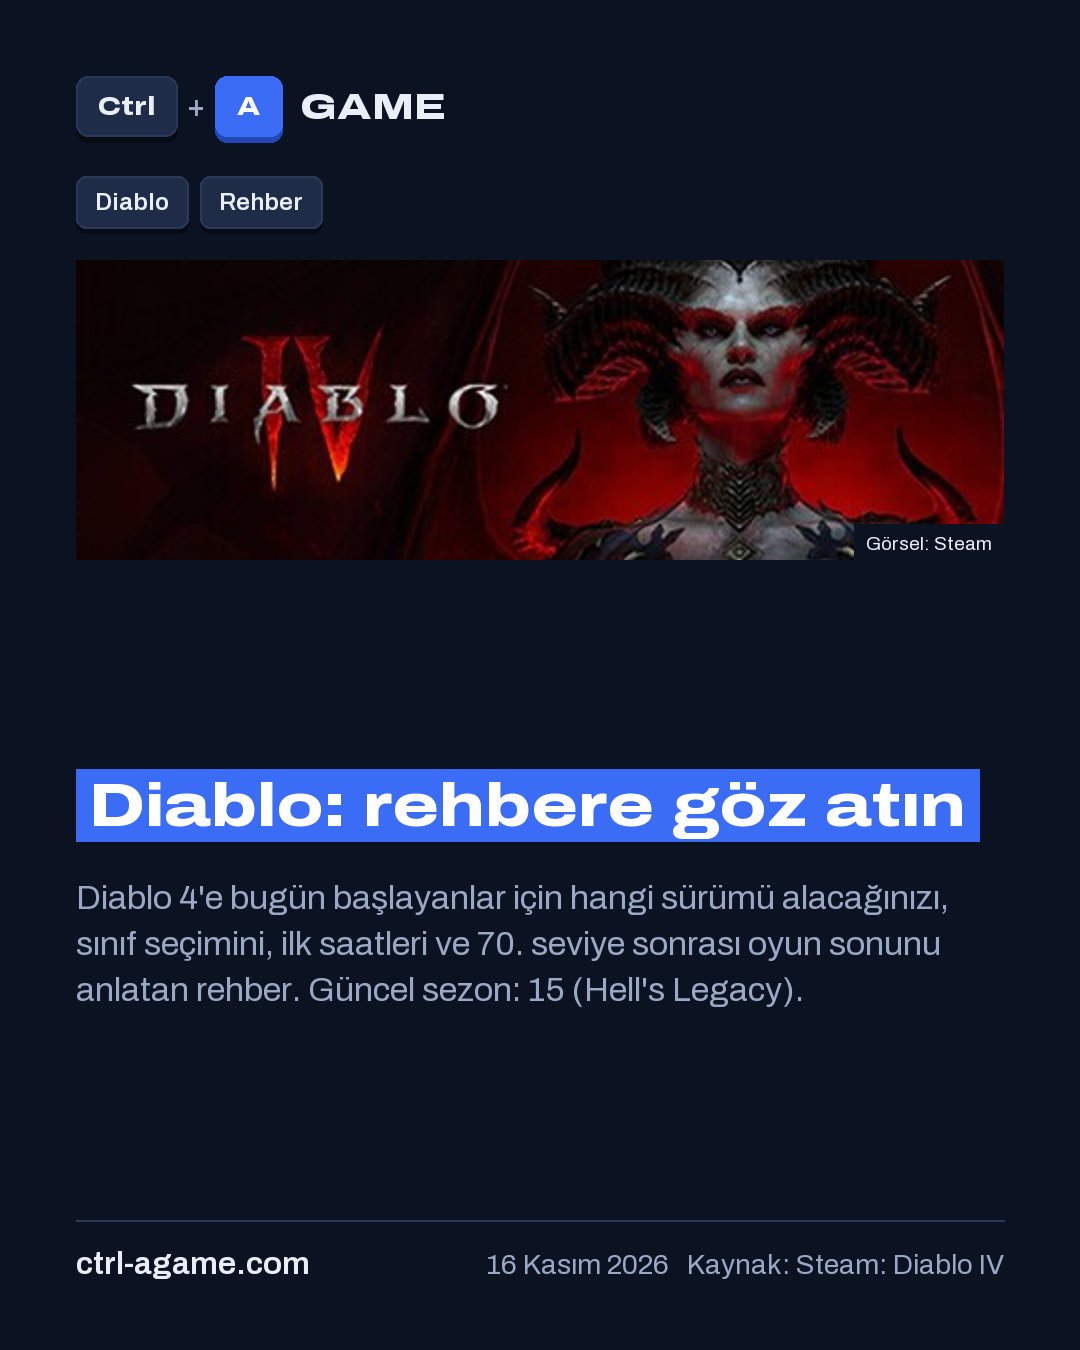 Ctrl + A GAME
Diablo Rehber
DIABLO IV
Görsel: Steam
Diablo: rehbere göz atın
Diablo 4'e bugün başlayanlar için hangi sürümü alacağınızı,
sınıf seçimini, ilk saatleri ve 70. seviye sonrası oyun sonunu
anlatan rehber. Güncel sezon: 15 (Hell's Legacy).
ctrl-agame.com 16 Kasım 2026 Kaynak: Steam: Diablo IV